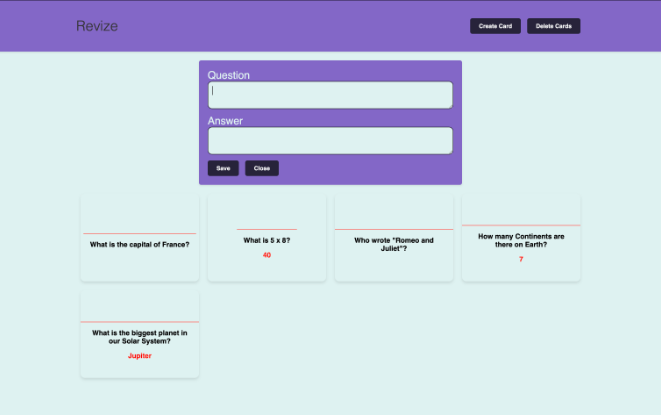 Revize
Create Card
Delete Cards
Question
Answer
Save
Close
What is the capital of France?
What is 5 x 8?
40
Who wrote "Romeo and
Juliet"?
How many Continents are
there on Earth?
7
What is the biggest planet in
our Solar System?
Jupiter